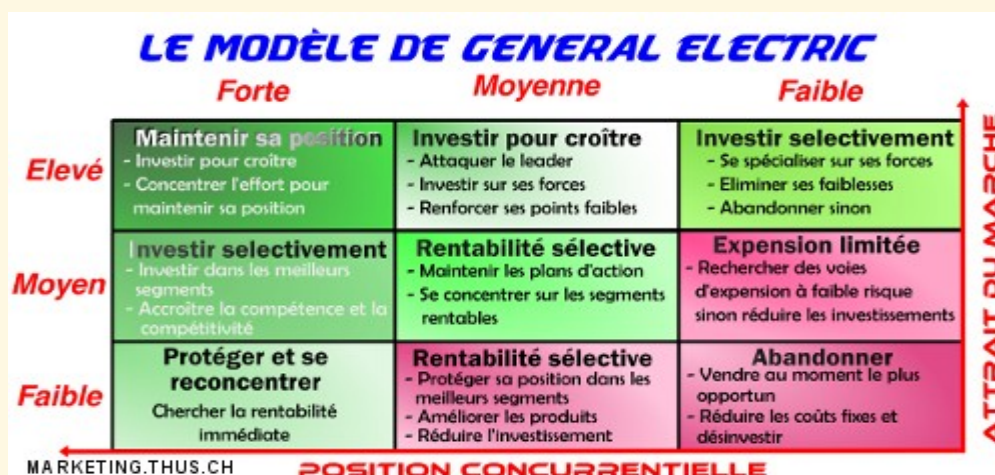 LE MODÈLE DE GENERAL ELECTRIC
Forte
Moyenne
Faible
Elevé
Maintenir sa position
- Investir pour croître
- Concentrer l'effort pour
maintenir sa position
Investir pour croître
- Attaquer le leader
- Investir sur ses forces
- Renforcer ses points faibles
Investir selectivement
- Se spécialiser sur ses forces
- Eliminer ses faiblesses
- Abandonner sinon
Moyen
Investir selectivement
- Investir dans les meilleurs
segments
- Accroître la compétence et la
compétitivité
Rentabilité sélective
- Maintenir les plans d'action
- Se concentrer sur les segments
rentables
Expension limitée
- Rechercher des voies
d'expension à faible risque
sinon réduire les investissements
Faible
Protéger et se
reconcentrer
Chercher la rentabilité
immédiate
Rentabilité sélective
- Protéger sa position dans les
meilleurs segments
- Améliorer les produits
- Réduire l'investissement
Abandonner
- Vendre au moment le plus
opportun
- Réduire les coûts fixes et
désinvestir
ATTRAIT DU MARCHE
MARKETING.THUS.CH
POSITION CONCURRENTIELLE